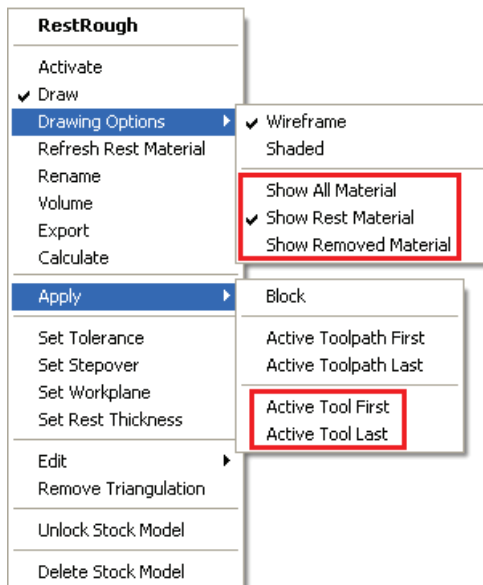 RestRough
Activate
Draw
Drawing Options
Refresh Rest Material
Rename
Volume
Export
Calculate
Apply
Set Tolerance
Set Stepover
Set Workplane
Set Rest Thickness
Edit
Remove Triangulation
Unlock Stock Model
Delete Stock Model
Wireframe
Shaded
Show All Material
Show Rest Material
Show Removed Material
Block
Active Toolpath First
Active Toolpath Last
Active Tool First
Active Tool Last